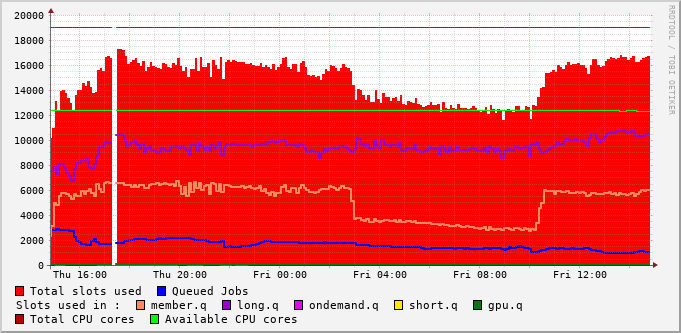 20000
18000
16000
14000
12000
10000
8000
6000
4000
2000
0
Thu 16:00 Thu 20:00 Fri 00:00 Fri 04:00 Fri 08:00 Fri 12:00
Total slots used Queued Jobs
Slots used in : member.q long.q ondemand.q short.q gpu.q
Total CPU cores Available CPU cores
RRDTOOL / TOBI OETIKER